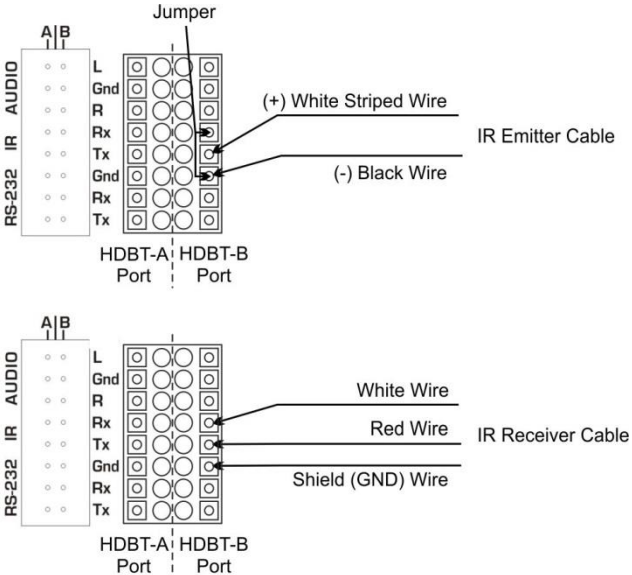 Jumper
A|B
AUDIO
IR
RS-232
L
Gnd
R
Rx
Tx
Gnd
Rx
Tx
(+) White Striped Wire
IR Emitter Cable
(-) Black Wire
HDBT-A
Port
HDBT-B
Port
A|B
AUDIO
IR
RS-232
L
Gnd
R
Rx
Tx
Gnd
Rx
Tx
White Wire
Red Wire
IR Receiver Cable
Shield (GND) Wire
HDBT-A
Port
HDBT-B
Port